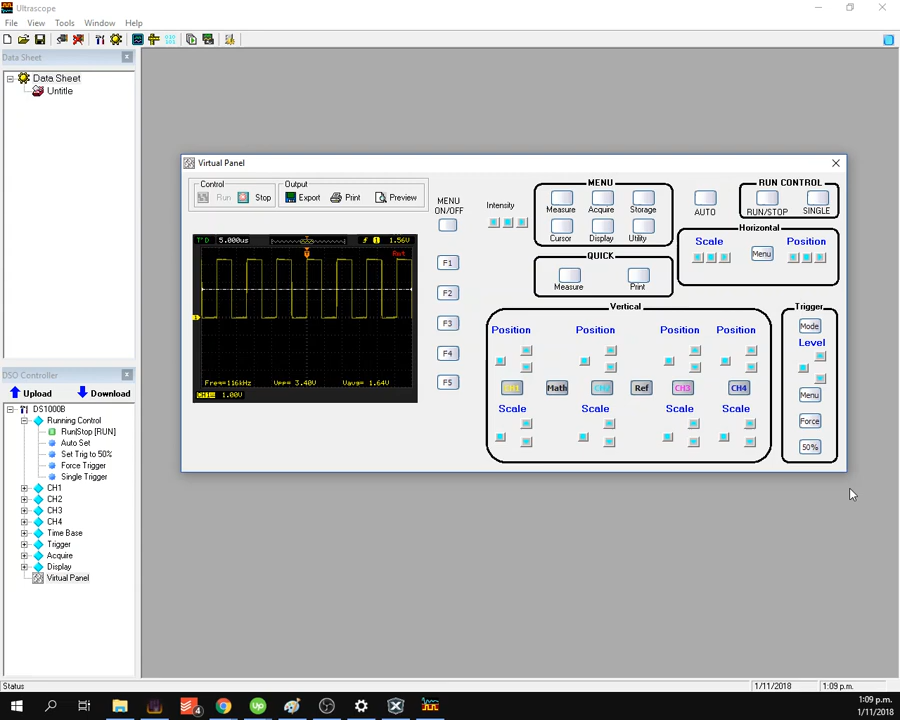 Ultrascope
File View Tools Window Help
Data Sheet
Data Sheet
Untitle
DSO Controller
Upload Download
DS1000B
Running Control
Run\Stop [RUN]
Auto Set
Set Trig to 50%
Force Trigger
Single Trigger
CH1
CH2
CH3
CH4
Time Base
Trigger
Acquire
Display
Virtual Panel
Virtual Panel
Control Output
Run Stop Export Print Preview
MENU
ON/OFF
F1
F2
F3
F4
F5
T'D 5.000us 1 1.56V
CH1 1.00V
Freq=116kHz Vpp= 3.40V Vavg= 1.64V
Intensity
MENU
Measure Acquire Storage
Cursor Display Utility
AUTO
RUN CONTROL
RUN/STOP SINGLE
Horizontal
Scale Menu Position
QUICK
Measure Print
Vertical
Position Position Position Position
CH1 Math CH2 Ref CH3 CH4
Scale Scale Scale Scale
Trigger
Mode
Level
Menu
Force
50%
Status 1/11/2018 1:09 p.m.
4
Up
1:09 p.m.
1/11/2018